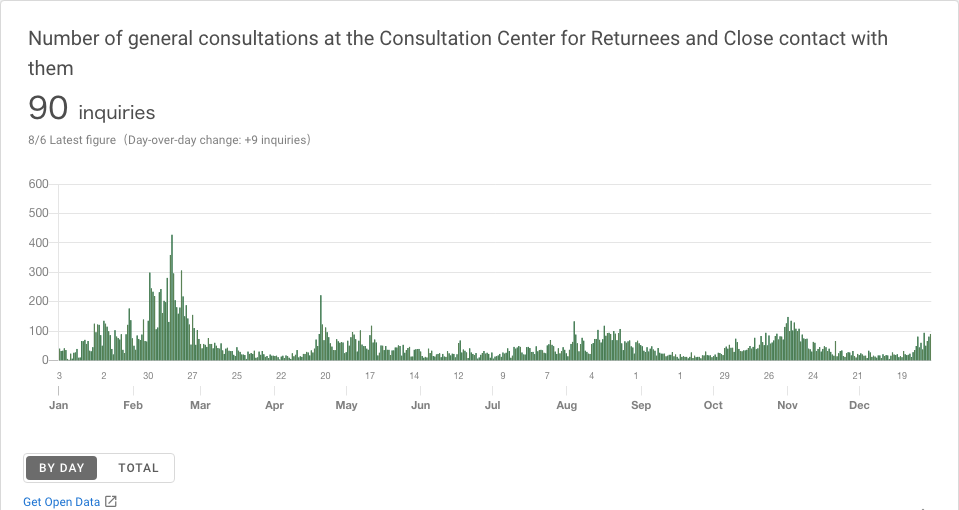 Number of general consultations at the Consultation Center for Returnees and Close contact with
them
90 inquiries
8/6 Latest figure (Day-over-day change: +9 inquiries)
600
500
400
300
200
100
0
3 2 30 27 25 22 20 17 14 12 9 7 4 1 1 29 26 24 21 19
Jan Feb Mar Apr May Jun Jul Aug Sep Oct Nov Dec
BY DAY TOTAL
Get Open Data